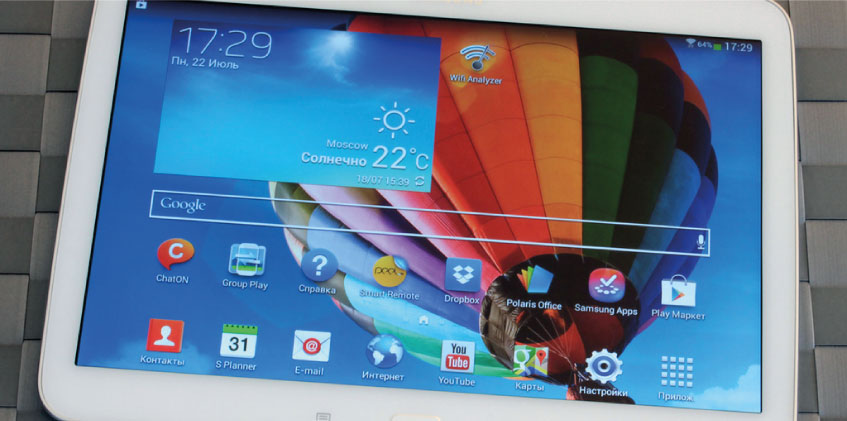 17:29
Пн, 22 Июль
64% 17:29
Wifi Analyzer
Moscow
Солнечно 22°C
18/07 15:39
Google
ChatON
Group Play
Справка
Smart Remote
Dropbox
Polaris Office
Samsung Apps
Play Маркет
31
Контакты
S Planner
E-mail
Интернет
You
Tube
YouTube
Карты
Настройки
Прилож.